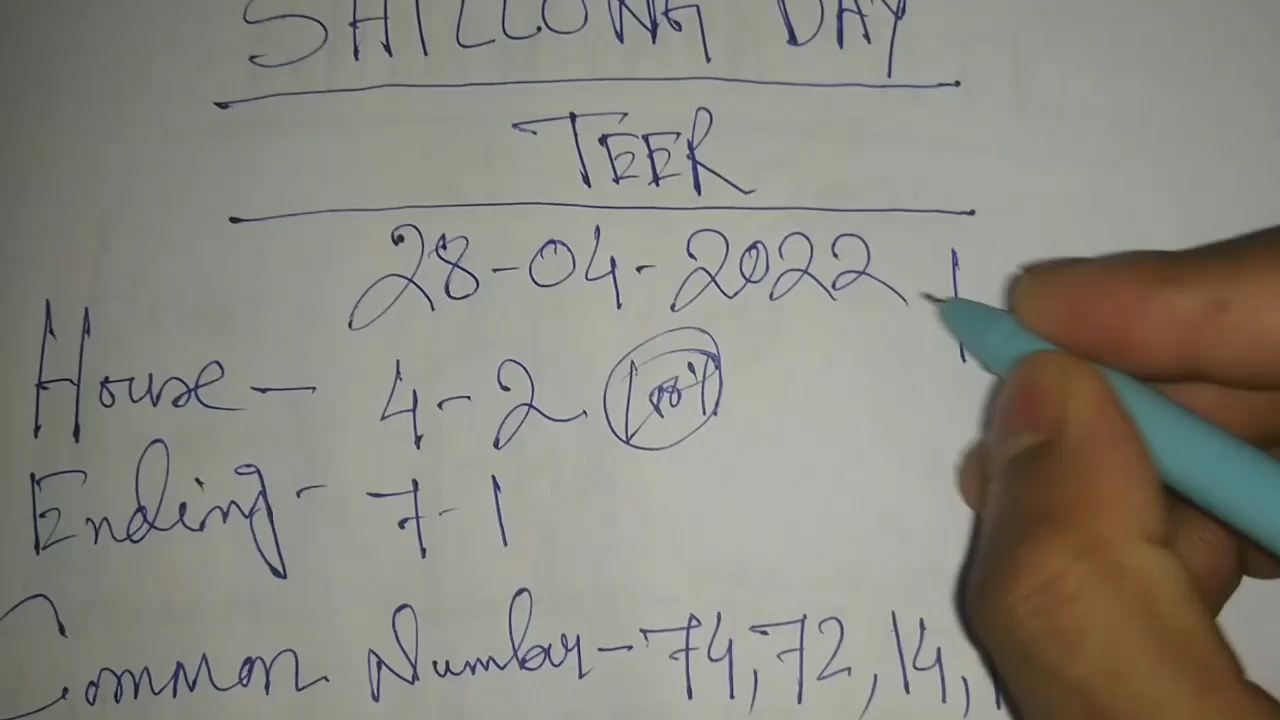 SHILLONG DAY
TEER
28-04-2022
House - 4-2
Ending - 7-1
Common Number - 74, 72, 14,